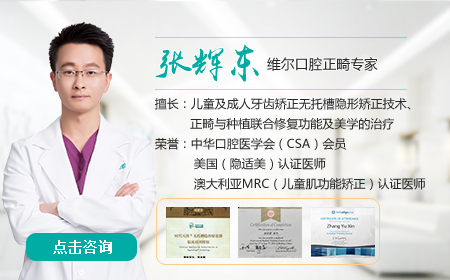 张辉东 维尔口腔正畸专家
擅长：儿童及成人牙齿矫正无托槽隐形矫正技术、
正畸与种植联合修复功能及美学的治疗
荣誉：中华口腔医学会（CSA）会员
美国（隐适美）认证医师
澳大利亚MRC（儿童肌功能矫正）认证医师
Certification of Completion
Zhang Yu Xin
点击咨询